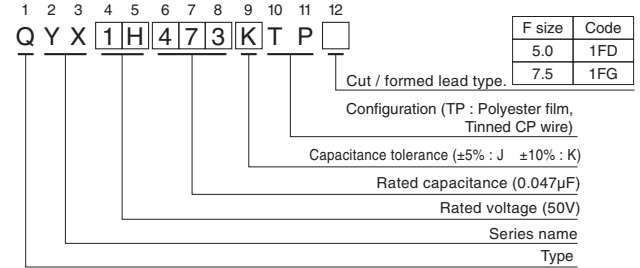 1 2 3 4 5 6 7 8 9 10 11 12
Q Y X 1 H 4 7 3 K T P
F size Code
5.0 1FD
7.5 1FG
Cut / formed lead type.
Configuration (TP : Polyester film,
Tinned CP wire)
Capacitance tolerance (±5% : J ±10% : K)
Rated capacitance (0.047µF)
Rated voltage (50V)
Series name
Type